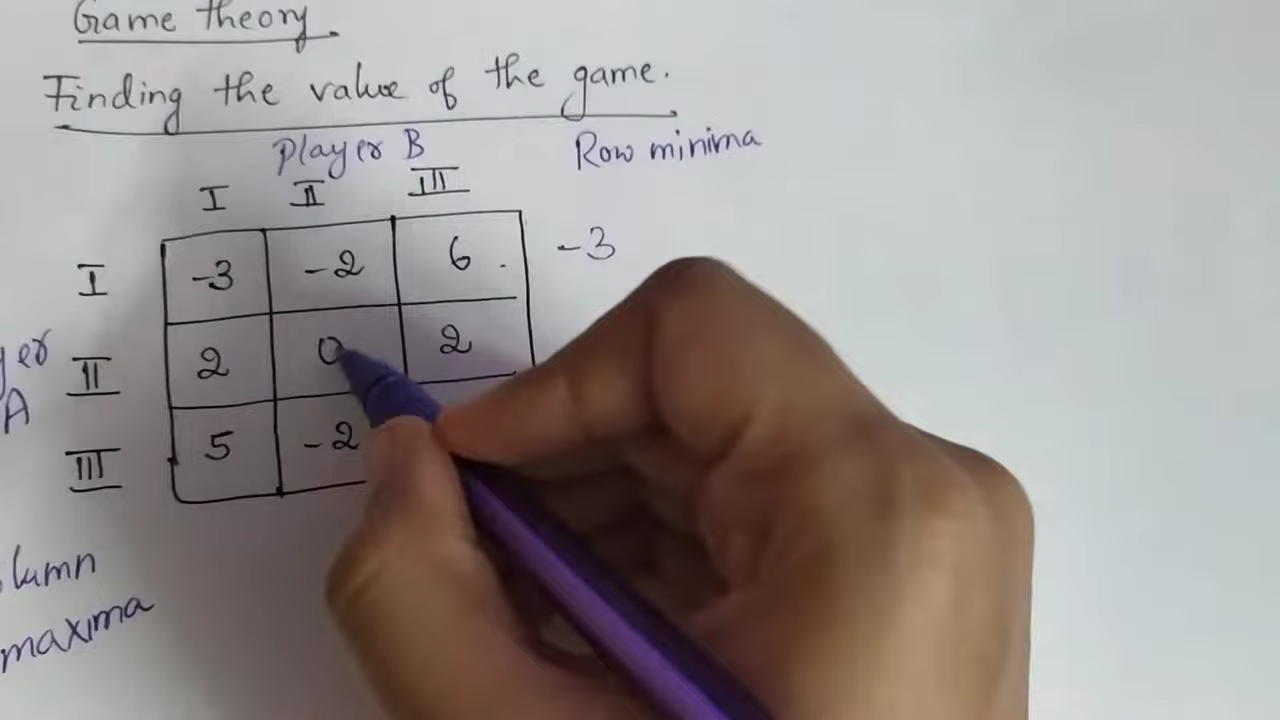 Game theory.
Finding the value of the game.
Player B
Row minima
I II III
I -3 -2 6 -3
II 2 0 2
A
III 5 -2
maxima